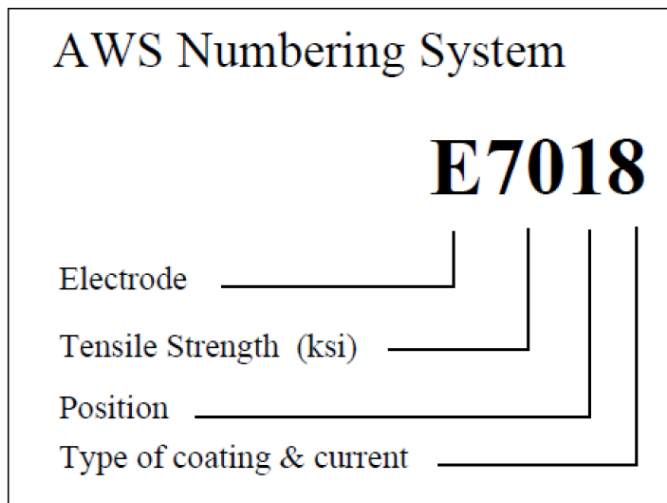 AWS Numbering System
E7018
Electrode
Tensile Strength (ksi)
Position
Type of coating & current